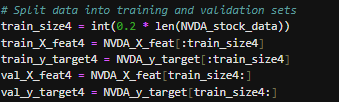 # Split data into training and validation sets
train_size4 = int(0.2 * len(NVDA_stock_data))
train_X_feat4 = NVDA_X_feat[:train_size4]
train_y_target4 = NVDA_y_target[:train_size4]
val_X_feat4 = NVDA_X_feat[train_size4:]
val_y_target4 = NVDA_y_target[train_size4:]